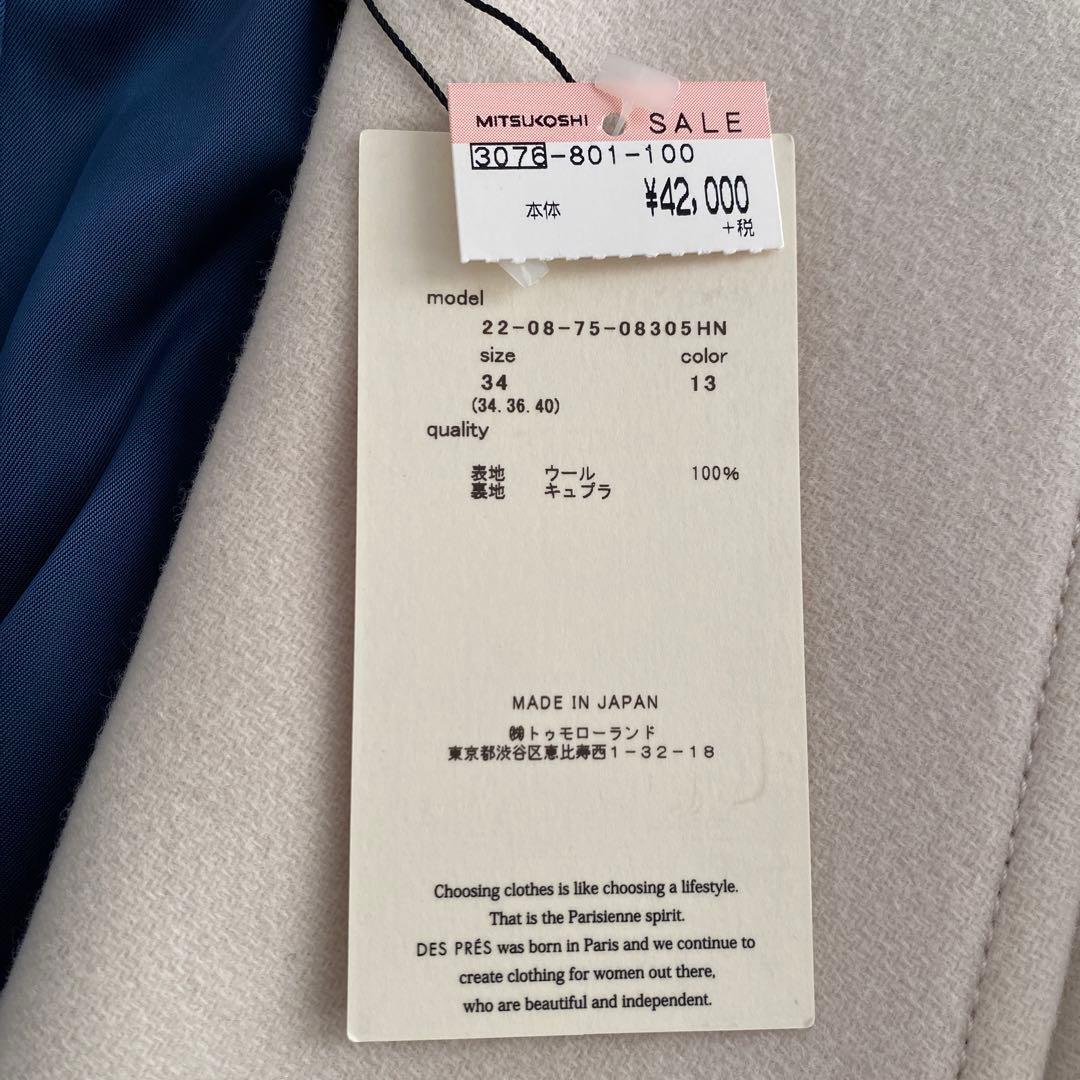 MITSUKOSHI SALE
3076-801-100
本体 ¥42,000
+税
model
22-08-75-08305HN
size color
34 13
(34.36.40)
quality
表地 ウール 100%
裏地 キュプラ
MADE IN JAPAN
㈱トゥモローランド
東京都渋谷区恵比寿西1-32-18
Choosing clothes is like choosing a lifestyle.
That is the Parisienne spirit.
DES PRÉS was born in Paris and we continue to
create clothing for women out there,
who are beautiful and independent.